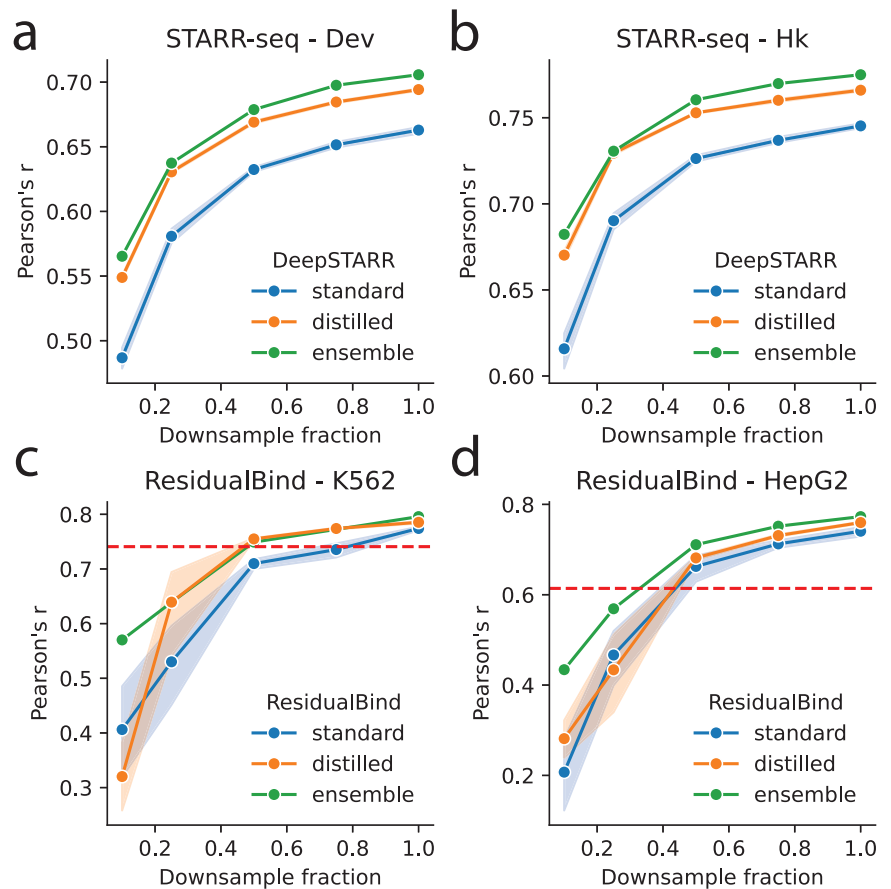 a
STARR-seq - Dev
Pearson's r
0.70
0.65
0.60
0.55
0.50
DeepSTARR
standard
distilled
ensemble
0.2 0.4 0.6 0.8 1.0
Downsample fraction
b
STARR-seq - Hk
Pearson's r
0.75
0.70
0.65
0.60
DeepSTARR
standard
distilled
ensemble
0.2 0.4 0.6 0.8 1.0
Downsample fraction
c
ResidualBind - K562
Pearson's r
0.8
0.7
0.6
0.5
0.4
0.3
ResidualBind
standard
distilled
ensemble
0.2 0.4 0.6 0.8 1.0
Downsample fraction
d
ResidualBind - HepG2
Pearson's r
0.8
0.6
0.4
0.2
ResidualBind
standard
distilled
ensemble
0.2 0.4 0.6 0.8 1.0
Downsample fraction